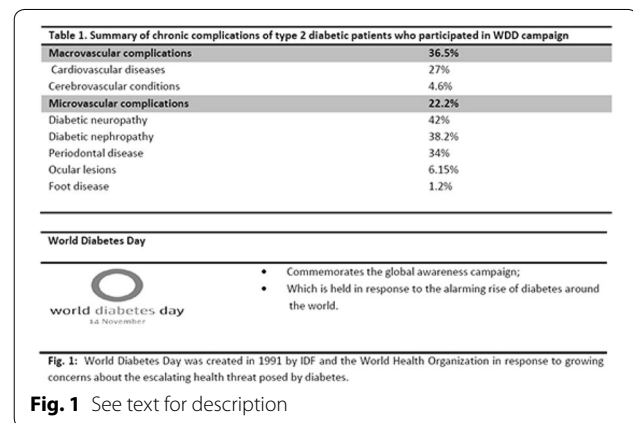 Table 1. Summary of chronic complications of type 2 diabetic patients who participated in WDD campaign
Macrovascular complications 36.5%
Cardiovascular diseases 27%
Cerebrovascular conditions 4.6%
Microvascular complications 22.2%
Diabetic neuropathy 42%
Diabetic nephropathy 38.2%
Periodontal disease 34%
Ocular lesions 6.15%
Foot disease 1.2%
World Diabetes Day
• Commemorates the global awareness campaign;
• Which is held in response to the alarming rise of diabetes around
the world.
world diabetes day
14 November
Fig. 1: World Diabetes Day was created in 1991 by IDF and the World Health Organization in response to growing
concerns about the escalating health threat posed by diabetes.
Fig. 1 See text for description